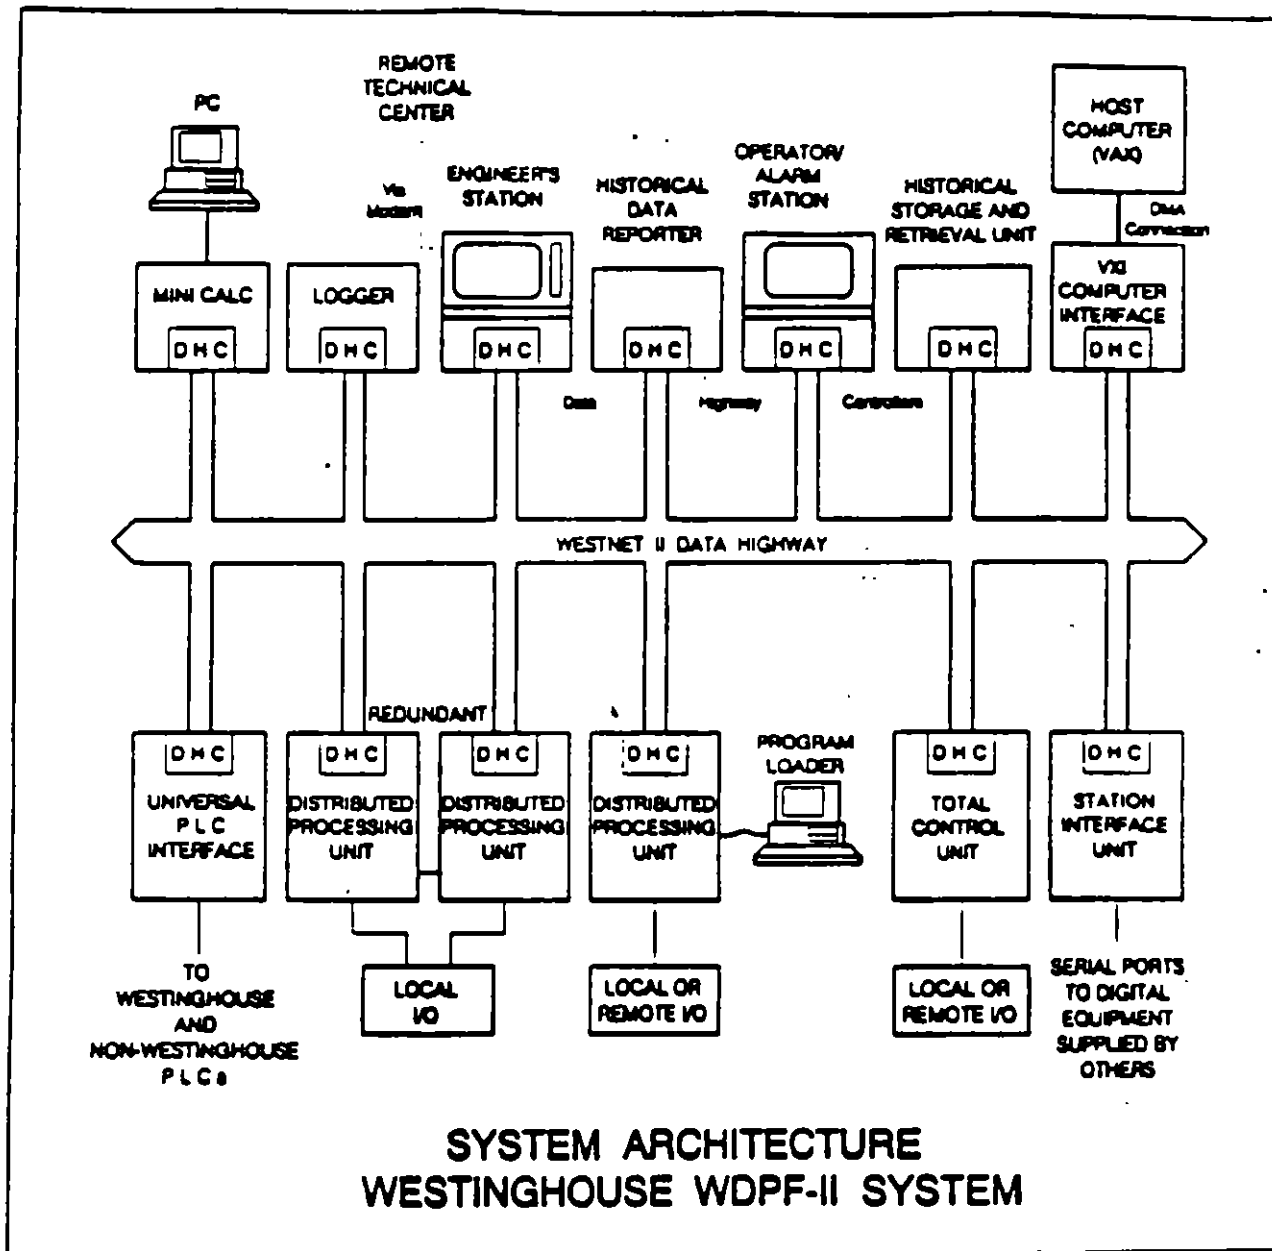 REMOTE
TECHNICAL
CENTER
PC
HOST
COMPUTER
(VAX)
Via
Modem
ENGINEER'S
STATION
HISTORICAL
DATA
REPORTER
OPERATOR/
ALARM
STATION
HISTORICAL
STORAGE AND
RETRIEVAL UNIT
DMA
Connection
MINI CALC
LOGGER
VXI
COMPUTER
INTERFACE
DHC
DHC
DHC
DHC
DHC
DHC
DHC
Data Highway Controllers
WESTNET II DATA HIGHWAY
REDUNDANT
DHC
DHC
DHC
DHC
DHC
DHC
UNIVERSAL
PLC
INTERFACE
DISTRIBUTED
PROCESSING
UNIT
DISTRIBUTED
PROCESSING
UNIT
DISTRIBUTED
PROCESSING
UNIT
PROGRAM
LOADER
TOTAL
CONTROL
UNIT
STATION
INTERFACE
UNIT
TO
WESTINGHOUSE
AND
NON-WESTINGHOUSE
PLCs
LOCAL
I/O
LOCAL OR
REMOTE I/O
LOCAL OR
REMOTE I/O
SERIAL PORTS
TO DIGITAL
EQUIPMENT
SUPPLIED BY
OTHERS
SYSTEM ARCHITECTURE
WESTINGHOUSE WDPF-II SYSTEM